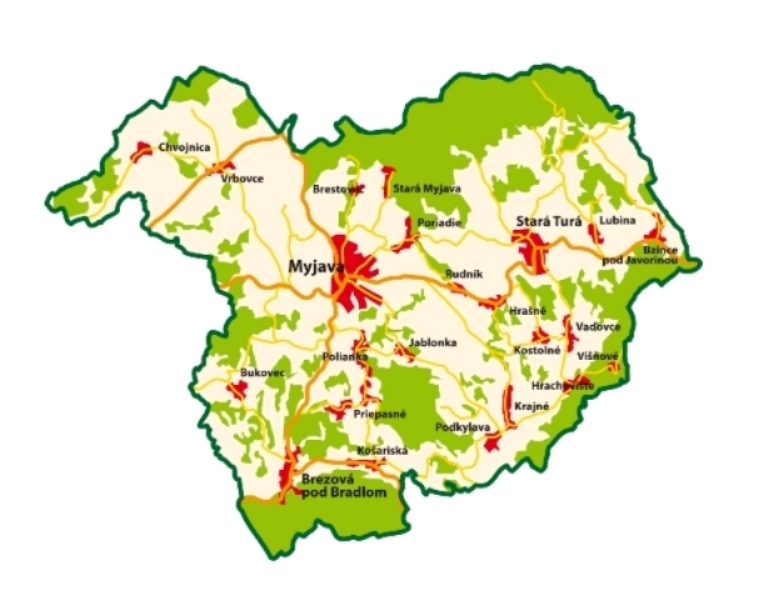 Chvojnica
Vrbovce
Brestovec
Stará Myjava
Poriadie
Stará Turá
Lubina
Bzince
pod Javorinou
Myjava
Rudník
Hrašné
Vaďovce
Kostolné
Višňové
Polianka
Jablonka
Bukovec
Hrachovište
Priepasné
Krajné
Podkylava
Košariská
Brezová
pod Bradlom